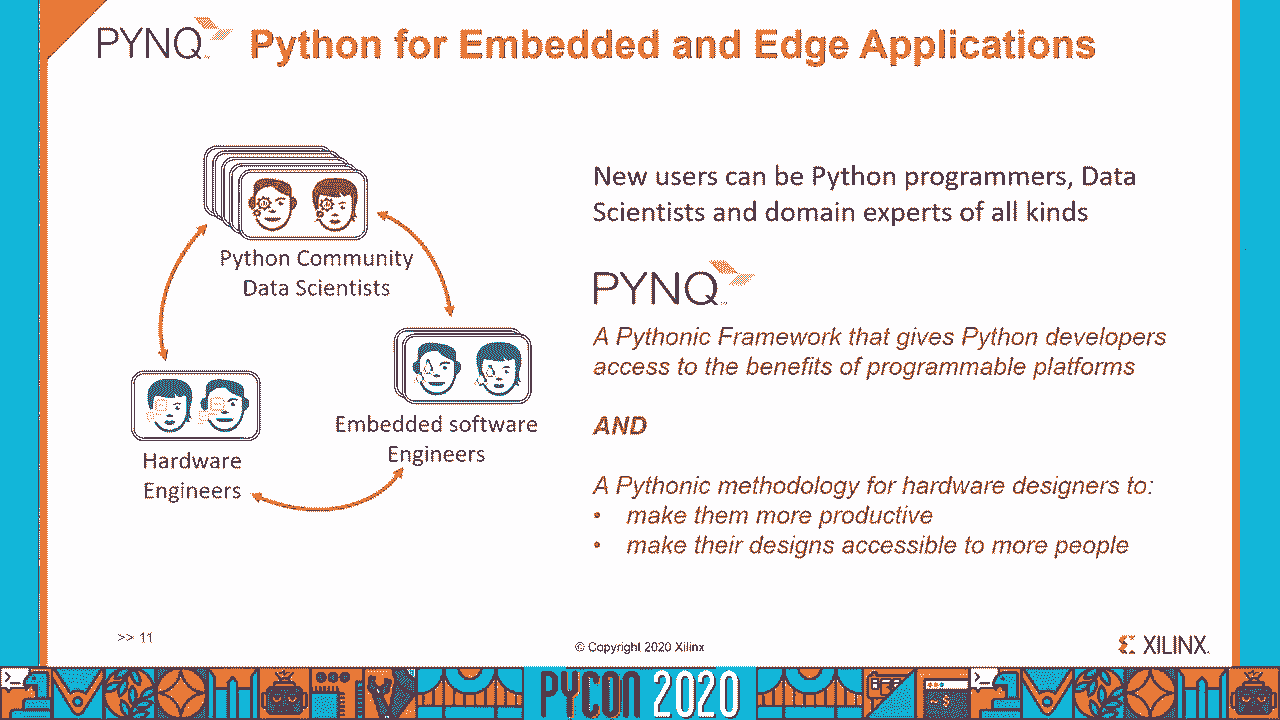 PYNQ
Python for Embedded and Edge Applications
Python Community
Data Scientists
Hardware
Engineers
Embedded software
Engineers
New users can be Python programmers, Data
Scientists and domain experts of all kinds
PYNQ
A Pythonic Framework that gives Python developers
access to the benefits of programmable platforms
AND
A Pythonic methodology for hardware designers to:
• make them more productive
• make their designs accessible to more people
>> 11
© Copyright 2020 Xilinx
XILINX
PYCON 2020